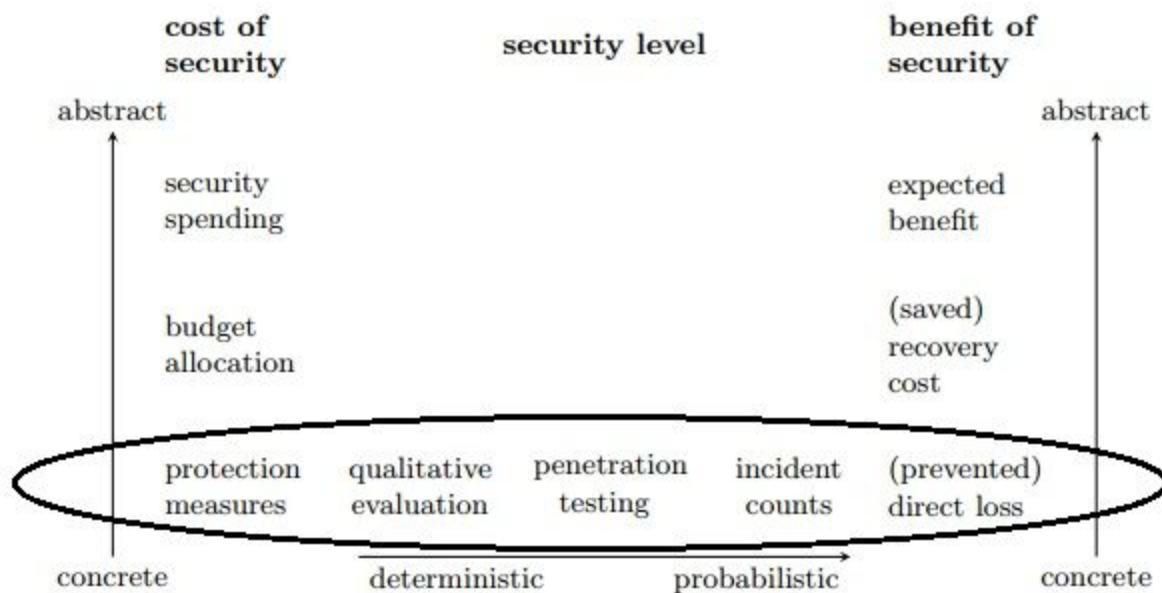 cost of
security
security level
benefit of
security
abstract
abstract
security
spending
expected
benefit
budget
allocation
(saved)
recovery
cost
protection
measures
qualitative
evaluation
penetration
testing
incident
counts
(prevented)
direct loss
concrete
deterministic
probabilistic
concrete